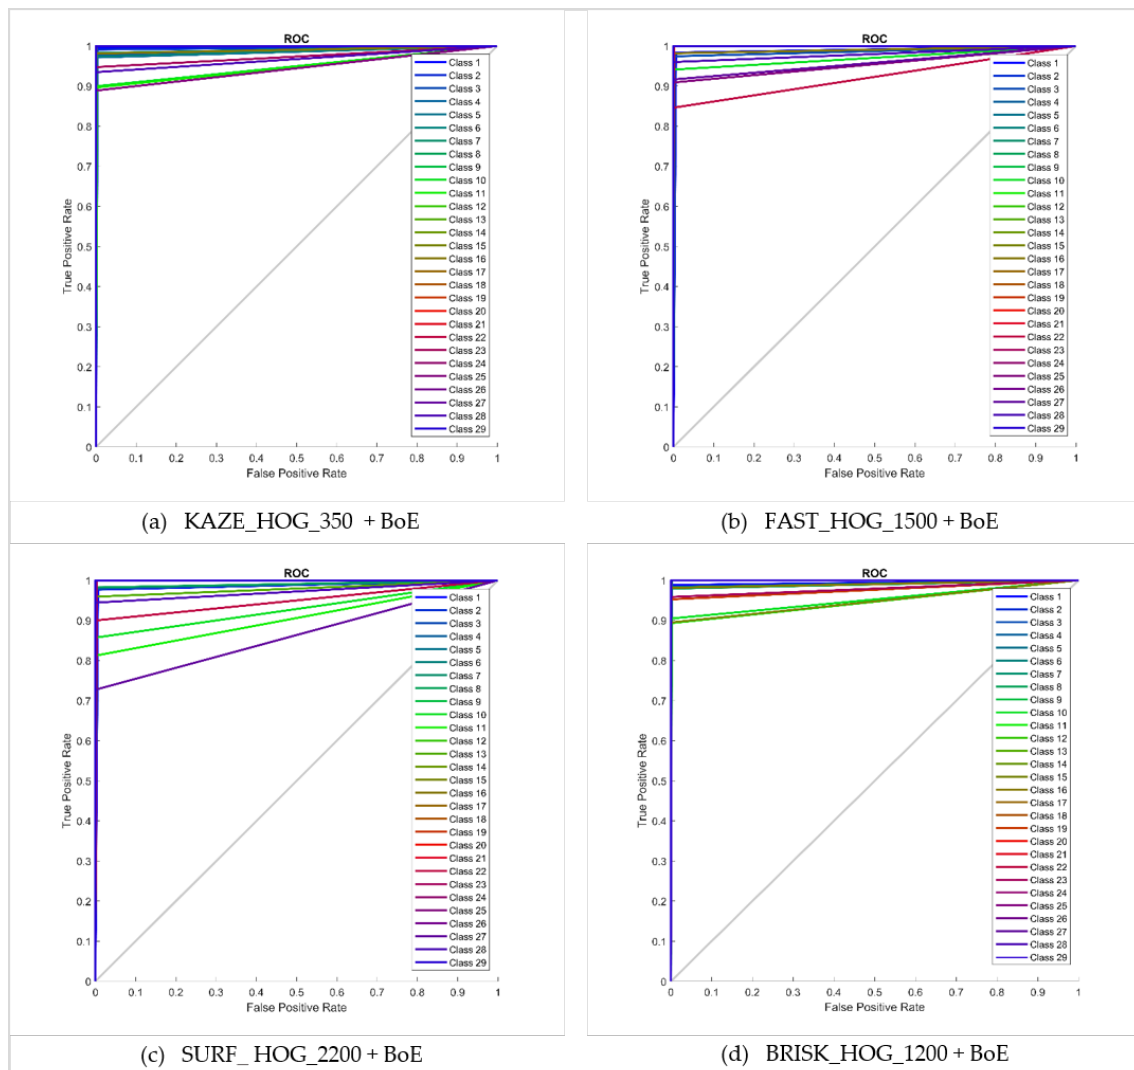 ROC
1
0.9
0.8
0.7
0.6
0.5
0.4
0.3
0.2
0.1
0
True Positive Rate
0 0.1 0.2 0.3 0.4 0.5 0.6 0.7 0.8 0.9 1
False Positive Rate
Class 1
Class 2
Class 3
Class 4
Class 5
Class 6
Class 7
Class 8
Class 9
Class 10
Class 11
Class 12
Class 13
Class 14
Class 15
Class 16
Class 17
Class 18
Class 19
Class 20
Class 21
Class 22
Class 23
Class 24
Class 25
Class 26
Class 27
Class 28
Class 29
(a) KAZE_HOG_350 + BoE
ROC
1
0.9
0.8
0.7
0.6
0.5
0.4
0.3
0.2
0.1
0
True Positive Rate
0 0.1 0.2 0.3 0.4 0.5 0.6 0.7 0.8 0.9 1
False Positive Rate
Class 1
Class 2
Class 3
Class 4
Class 5
Class 6
Class 7
Class 8
Class 9
Class 10
Class 11
Class 12
Class 13
Class 14
Class 15
Class 16
Class 17
Class 18
Class 19
Class 20
Class 21
Class 22
Class 23
Class 24
Class 25
Class 26
Class 27
Class 28
Class 29
(b) FAST_HOG_1500 + BoE
ROC
1
0.9
0.8
0.7
0.6
0.5
0.4
0.3
0.2
0.1
0
True Positive Rate
0 0.1 0.2 0.3 0.4 0.5 0.6 0.7 0.8 0.9 1
False Positive Rate
Class 1
Class 2
Class 3
Class 4
Class 5
Class 6
Class 7
Class 8
Class 9
Class 10
Class 11
Class 12
Class 13
Class 14
Class 15
Class 16
Class 17
Class 18
Class 19
Class 20
Class 21
Class 22
Class 23
Class 24
Class 25
Class 26
Class 27
Class 28
Class 29
(c) SURF_ HOG_2200 + BoE
ROC
1
0.9
0.8
0.7
0.6
0.5
0.4
0.3
0.2
0.1
0
True Positive Rate
0 0.1 0.2 0.3 0.4 0.5 0.6 0.7 0.8 0.9 1
False Positive Rate
Class 1
Class 2
Class 3
Class 4
Class 5
Class 6
Class 7
Class 8
Class 9
Class 10
Class 11
Class 12
Class 13
Class 14
Class 15
Class 16
Class 17
Class 18
Class 19
Class 20
Class 21
Class 22
Class 23
Class 24
Class 25
Class 26
Class 27
Class 28
Class 29
(d) BRISK_HOG_1200 + BoE